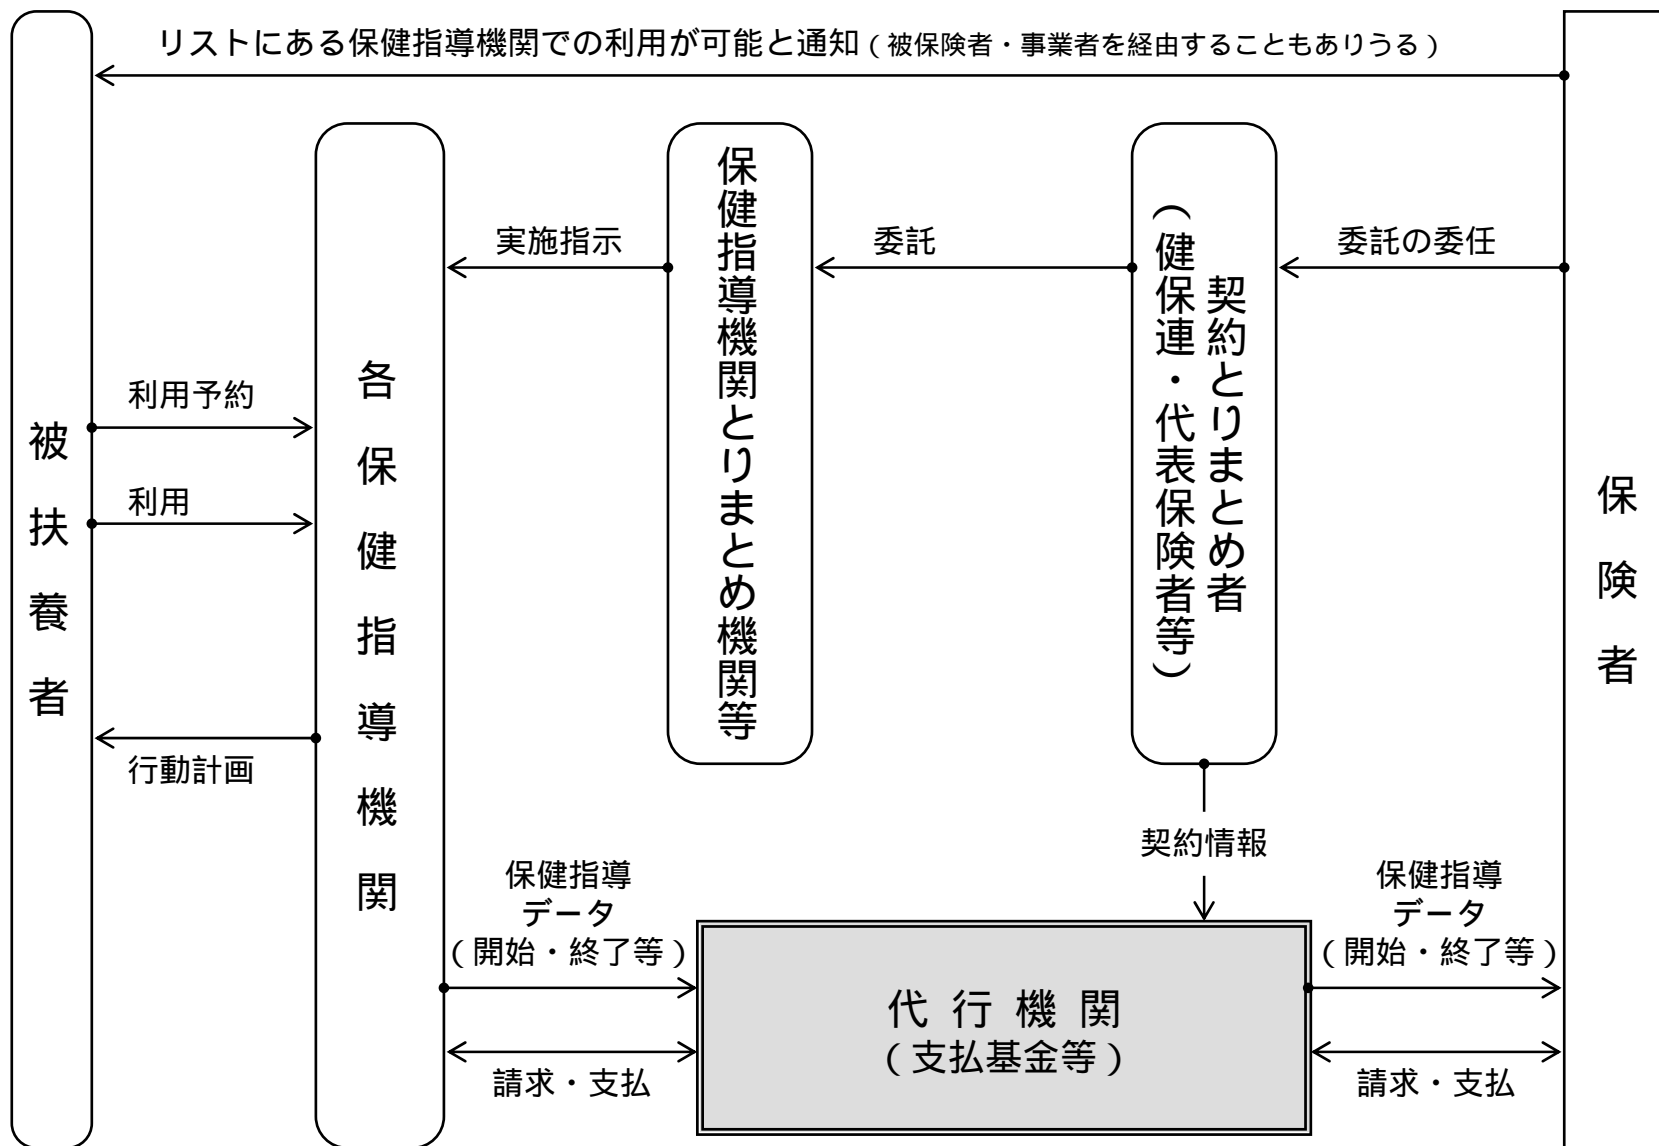 リストにある保健指導機関での利用が可能と通知(被保険者・事業者を経由することもありうる)
被扶養者
各保健指導機関
保健指導機関とりまとめ機関等
契約とりまとめ者
(健保連・代表保険者等)
保険者
実施指示
委託
委託の委任
利用予約
利用
行動計画
契約情報
保健指導
データ
(開始・終了等)
請求・支払
代行機関
(支払基金等)
保健指導
データ
(開始・終了等)
請求・支払